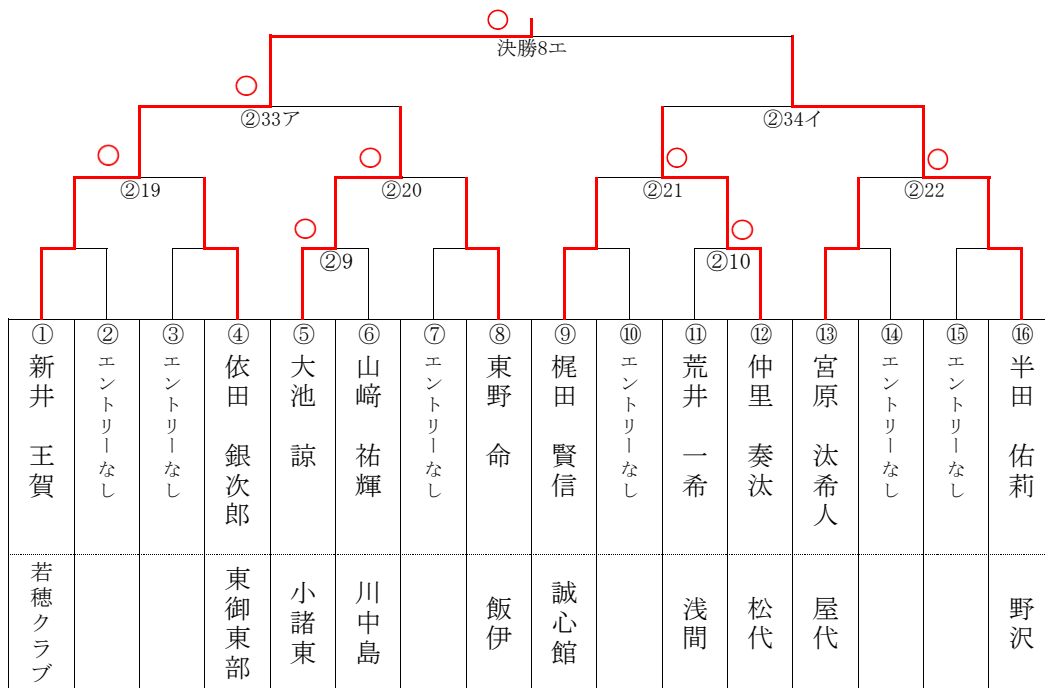 決勝8エ
②33ア
②34イ
②19
②20
②21
②22
②9
②10
①
②
③
④
⑤
⑥
⑦
⑧
⑨
⑩
⑪
⑫
⑬
⑭
⑮
⑯
新井 王賀
エントリーなし
エントリーなし
依田 銀次郎
大池 諒
山﨑 祐輝
エントリーなし
東野 命
梶田 賢信
エントリーなし
荒井 一希
仲里 奏汰
宮原 汰希人
エントリーなし
エントリーなし
半田 佑莉
若穂クラブ
東御東部
小諸東
川中島
飯伊
誠心館
浅間
松代
屋代
野沢